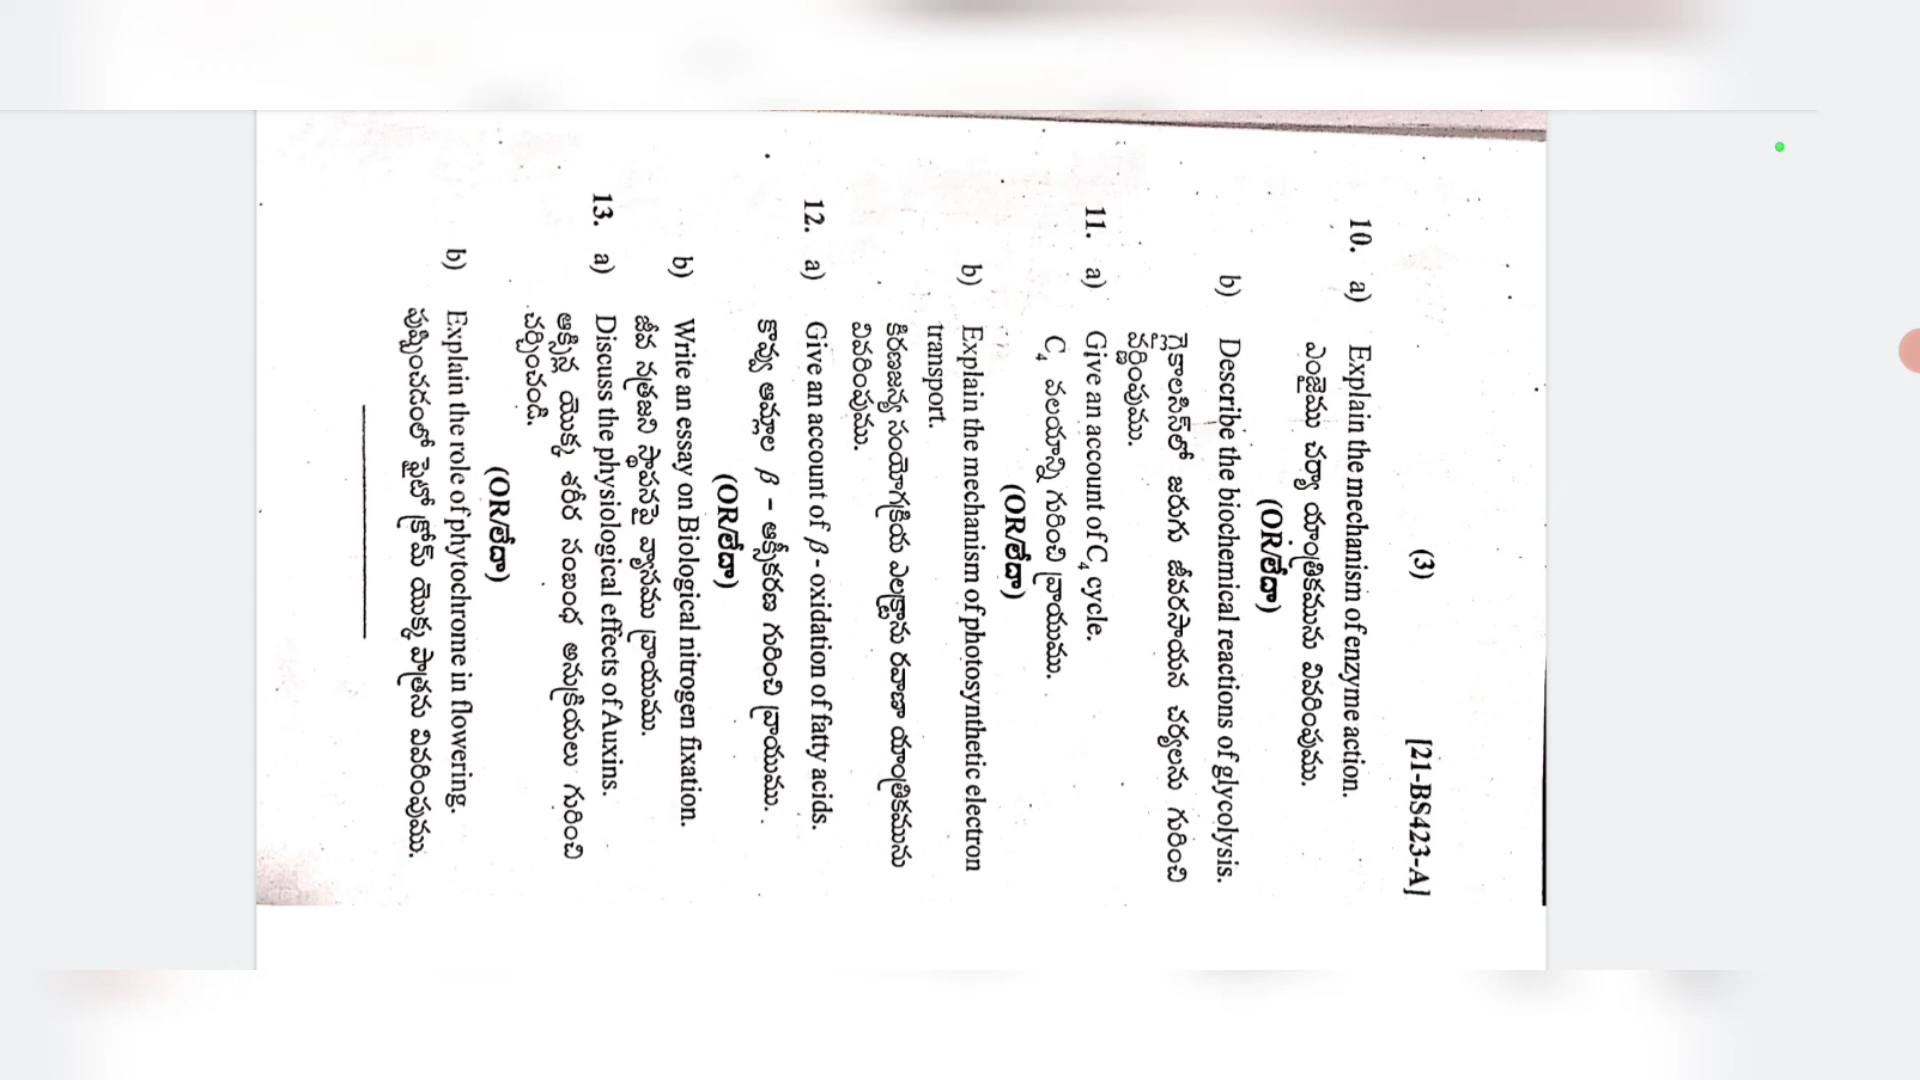 (3) [21-BS423-A]
10. a) Explain the mechanism of enzyme action.
ఎంజైము చర్యా యాంత్రికమును వివరింపుము.
(OR/లేదా)
b) Describe the biochemical reactions of glycolysis.
గ్లైకాలసిస్‌లో జరుగు జీవరసాయన చర్యలను గురించి
వర్ణింపుము.
11. a) Give an account of C₄ cycle.
C₄ వలయాన్ని గురించి వ్రాయుము.
(OR/లేదా)
b) Explain the mechanism of photosynthetic electron
transport.
కిరణజన్య సంయోగక్రియ ఎలక్ట్రాను రవాణా యాంత్రికమును
వివరింపుము.
12. a) Give an account of β - oxidation of fatty acids.
కొవ్వు ఆమ్లాల β - ఆక్సీకరణ గురించి వ్రాయుము.
(OR/లేదా)
b) Write an essay on Biological nitrogen fixation.
జీవ నత్రజని స్థాపనపై వ్యాసము వ్రాయుము.
13. a) Discuss the physiological effects of Auxins.
ఆక్సిన్ల యొక్క శరీర సంబంధ అనుక్రియలు గురించి
చర్చించండి.
(OR/లేదా)
b) Explain the role of phytochrome in flowering.
పుష్పించడంలో ఫైటోక్రోమ్ యొక్క పాత్రను వివరింపుము.